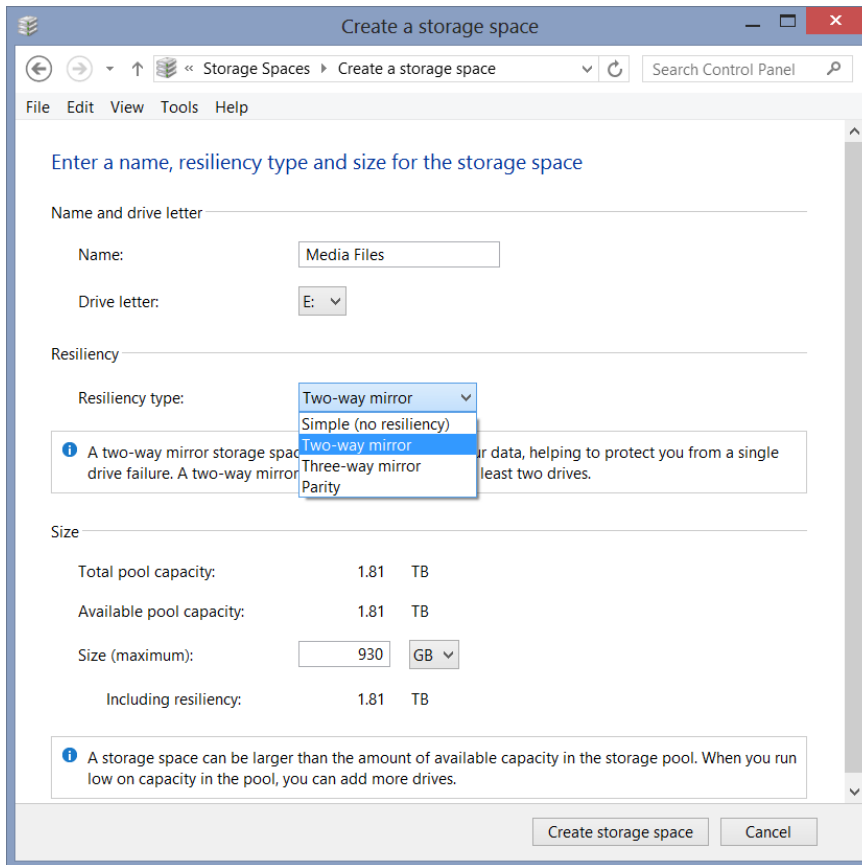 Create a storage space
« Storage Spaces Create a storage space Search Control Panel
File Edit View Tools Help
Enter a name, resiliency type and size for the storage space
Name and drive letter
Name: Media Files
Drive letter: E:
Resiliency
Resiliency type: Two-way mirror
Simple (no resiliency)
Two-way mirror
Three-way mirror
Parity
A two-way mirror storage data, helping to protect you from a single
drive failure. A two-way mirror least two drives.
Size
Total pool capacity: 1.81 TB
Available pool capacity: 1.81 TB
Size (maximum): 930 GB
Including resiliency: 1.81 TB
A storage space can be larger than the amount of available capacity in the storage pool. When you run
low on capacity in the pool, you can add more drives.
Create storage space Cancel